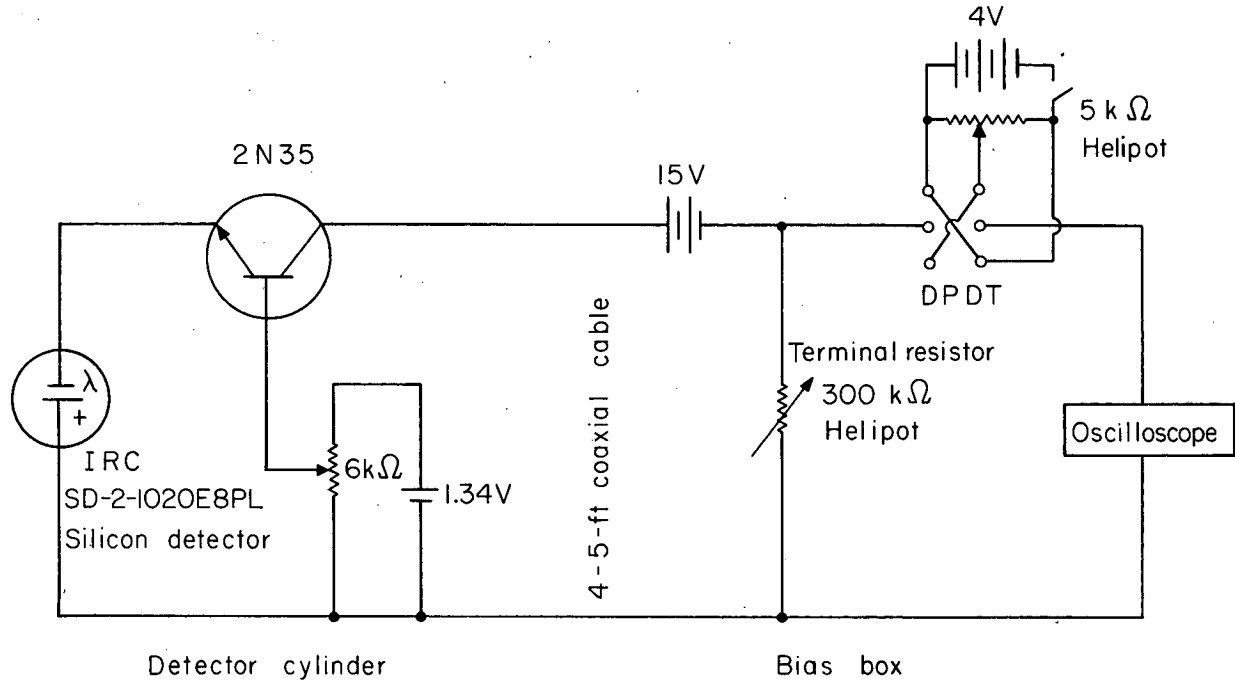 4V
5 k Ω
Helipot
2N35
15V
DPDT
4-5-ft coaxial cable
Terminal resistor
300 kΩ
Helipot
Oscilloscope
λ
+
IRC
SD-2-1020E8PL
Silicon detector
6kΩ
1.34V
Detector cylinder
Bias box